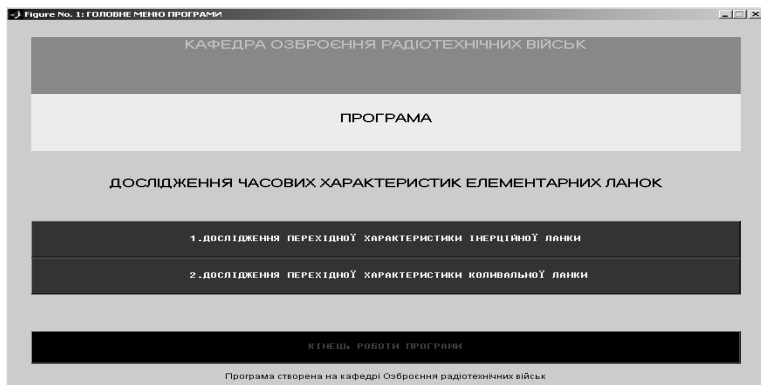 Figure No. 1: ГОЛОВНЕ МЕНЮ ПРОГРАМИ
КАФЕДРА ОЗБРОЄННЯ РАДІОТЕХНІЧНИХ ВІЙСЬК
ПРОГРАМА
ДОСЛІДЖЕННЯ ЧАСОВИХ ХАРАКТЕРИСТИК ЕЛЕМЕНТАРНИХ ЛАНОК
1.ДОСЛІДЖЕННЯ ПЕРЕХІДНОЇ ХАРАКТЕРИСТИКИ ІНЕРЦІЙНОЇ ЛАНКИ
2.ДОСЛІДЖЕННЯ ПЕРЕХІДНОЇ ХАРАКТЕРИСТИКИ КОЛИВАЛЬНОЇ ЛАНКИ
КІНЕЦЬ РОБОТИ ПРОГРАМИ
Програма створена на кафедрі Озброєння радіотехнічних військ